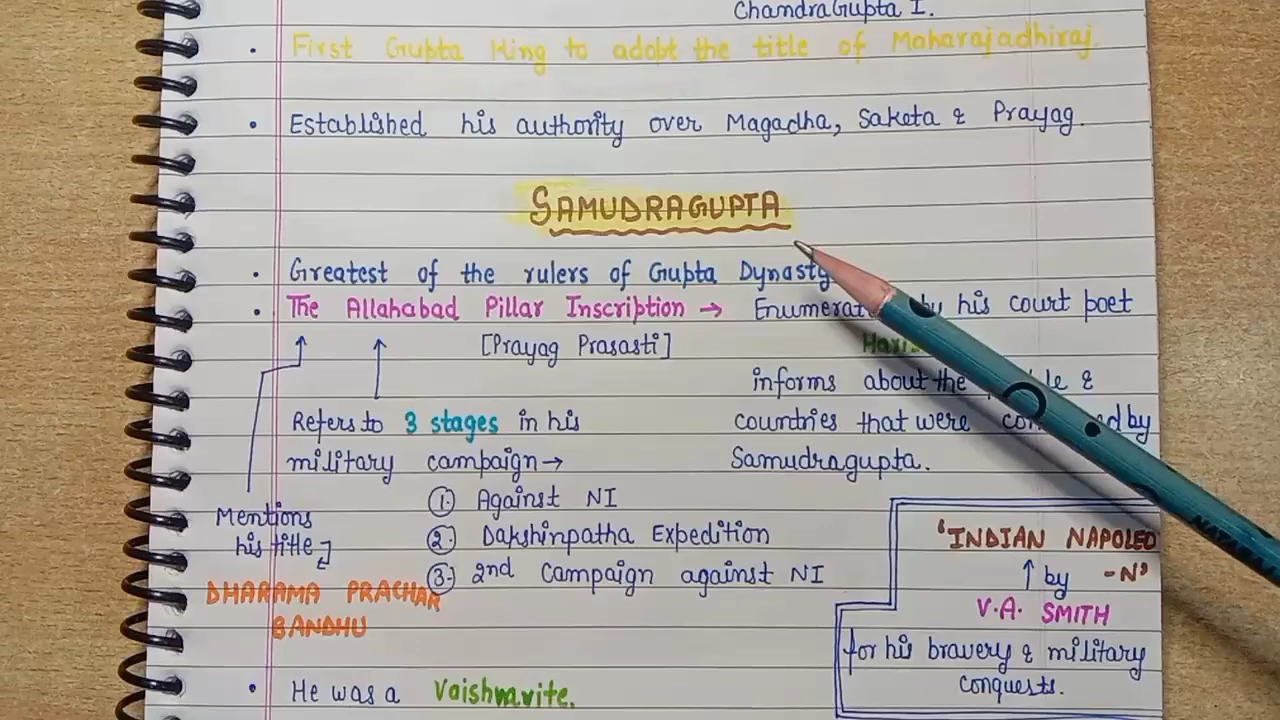 ChandraGupta I.
• First Gupta King to adopt the title of Maharajadhiraj.
• Established his authority over Magadha, Saketa & Prayag.
SAMUDRAGUPTA
• Greatest of the rulers of Gupta Dynasty
• The Allahabad Pillar Inscription → by his court poet
[Prayag Prasasti]
informs about the &
Refers to 3 stages in his
countries that were by
military campaign →
Samudragupta.
① Against NI
Mentions
his title
② Dakshinpatha Expedition
③ 2nd Campaign against NI
DHARAMA PRACHAR
BANDHU
'INDIAN NAPOLEO
-N'
↑ by
V.A. SMITH
for his bravery & military
conquests.
• He was a Vaishnavite.